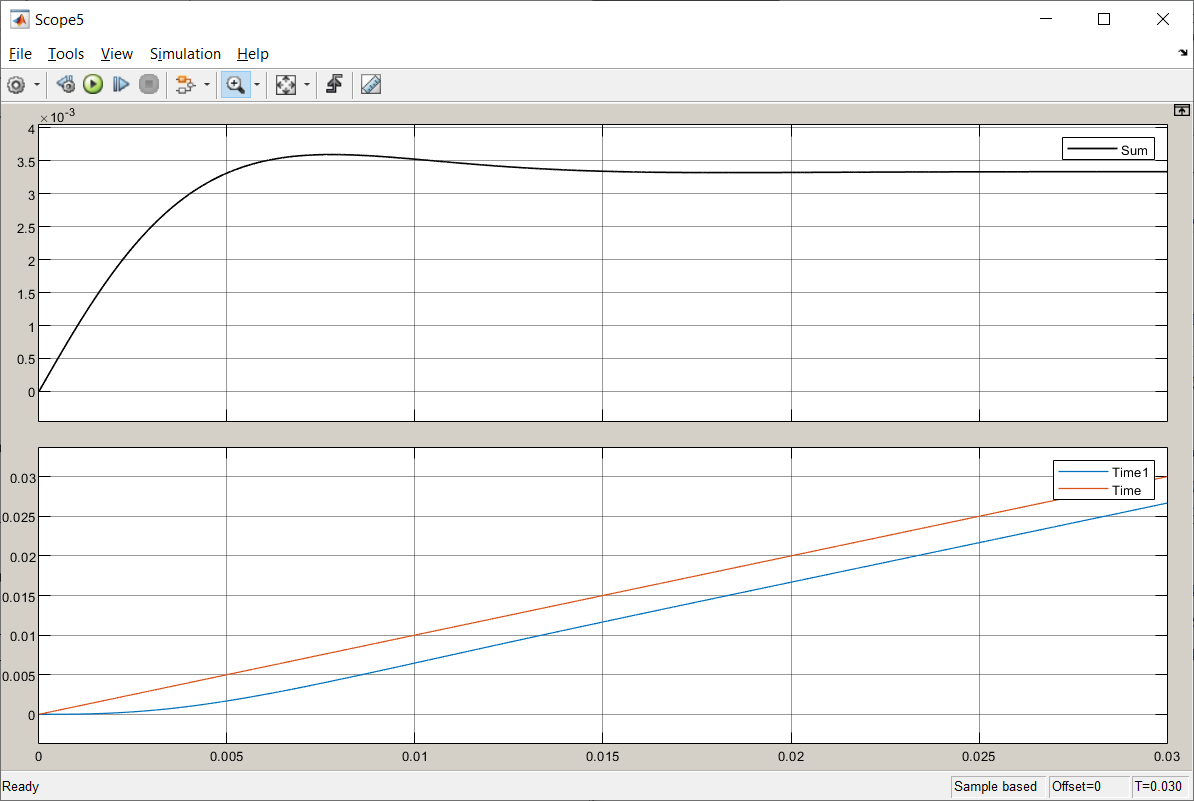 Scope5
File Tools View Simulation Help
×10-3
4
3.5
3
2.5
2
1.5
1
0.5
0
Sum
0.03
0.025
0.02
0.015
0.01
0.005
0
Time1
Time
0 0.005 0.01 0.015 0.02 0.025 0.03
Ready Sample based Offset=0 T=0.030